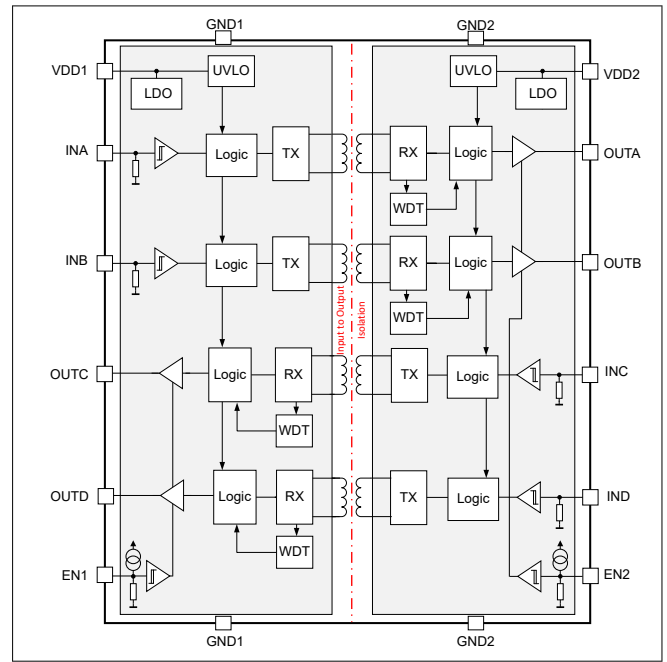 GND1
GND2
VDD1
UVLO
LDO
UVLO
LDO
VDD2
INA
Logic
TX
RX
Logic
OUTA
WDT
INB
Logic
TX
RX
Logic
OUTB
WDT
Input to Output
Isolation
OUTC
Logic
RX
TX
Logic
INC
WDT
OUTD
Logic
RX
TX
Logic
IND
WDT
EN1
EN2
GND1
GND2